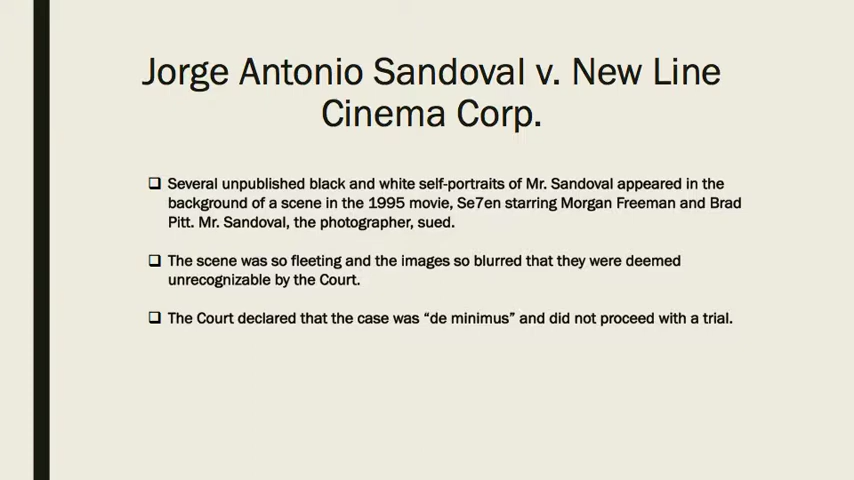 Jorge Antonio Sandoval v. New Line
Cinema Corp.
Several unpublished black and white self-portraits of Mr. Sandoval appeared in the
background of a scene in the 1995 movie, Se7en starring Morgan Freeman and Brad
Pitt. Mr. Sandoval, the photographer, sued.
The scene was so fleeting and the images so blurred that they were deemed
unrecognizable by the Court.
The Court declared that the case was “de minimus” and did not proceed with a trial.